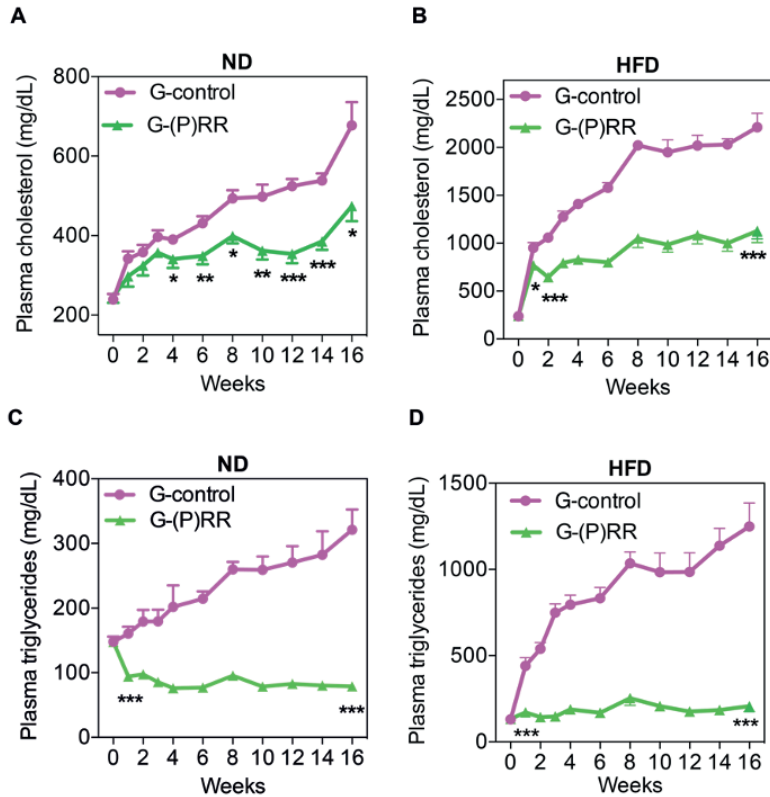 A
ND
Plasma cholesterol (mg/dL)
800
600
400
200
G-control
G-(P)RR
* ** * ** *** *** *
0 2 4 6 8 10 12 14 16
Weeks
B
HFD
Plasma cholesterol (mg/dL)
2500
2000
1500
1000
500
0
G-control
G-(P)RR
* *** ***
0 2 4 6 8 10 12 14 16
Weeks
C
ND
Plasma triglycerides (mg/dL)
400
300
200
100
0
G-control
G-(P)RR
*** ***
0 2 4 6 8 10 12 14 16
Weeks
D
HFD
Plasma triglycerides (mg/dL)
1500
1000
500
0
G-control
G-(P)RR
*** ***
0 2 4 6 8 10 12 14 16
Weeks